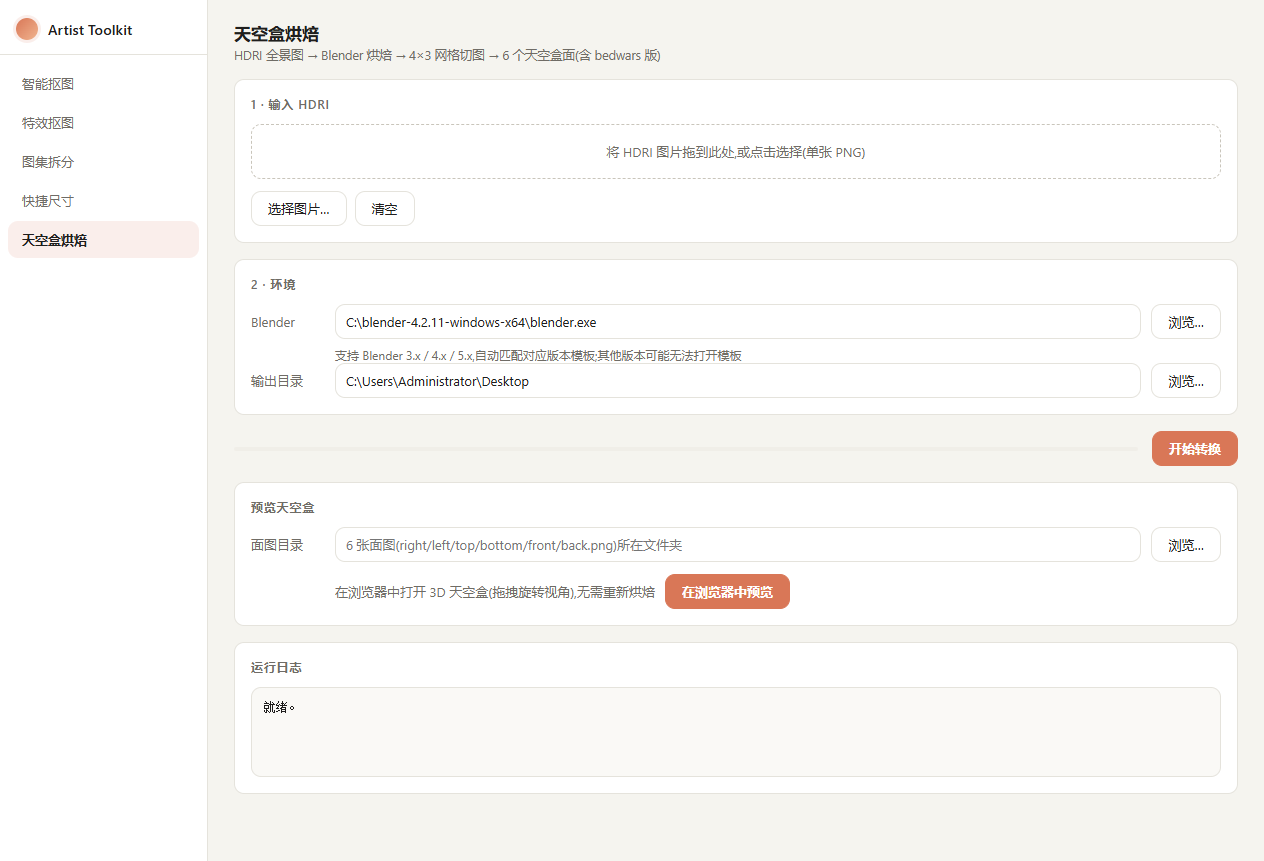 Artist Toolkit
智能抠图
特效抠图
图集拆分
快捷尺寸
天空盒烘焙
天空盒烘焙
HDRI 全景图 → Blender 烘焙 → 4×3 网格切图 → 6 个天空盒面(含 bedwars 版)
1 · 输入 HDRI
将 HDRI 图片拖到此处,或点击选择(单张 PNG)
选择图片...
清空
2 · 环境
Blender
C:\blender-4.2.11-windows-x64\blender.exe
浏览...
支持 Blender 3.x / 4.x / 5.x,自动匹配对应版本模板;其他版本可能无法打开模板
输出目录
C:\Users\Administrator\Desktop
浏览...
开始转换
预览天空盒
面图目录
6 张面图(right/left/top/bottom/front/back.png)所在文件夹
浏览...
在浏览器中打开 3D 天空盒(拖拽旋转视角),无需重新烘焙
在浏览器中预览
运行日志
就绪。